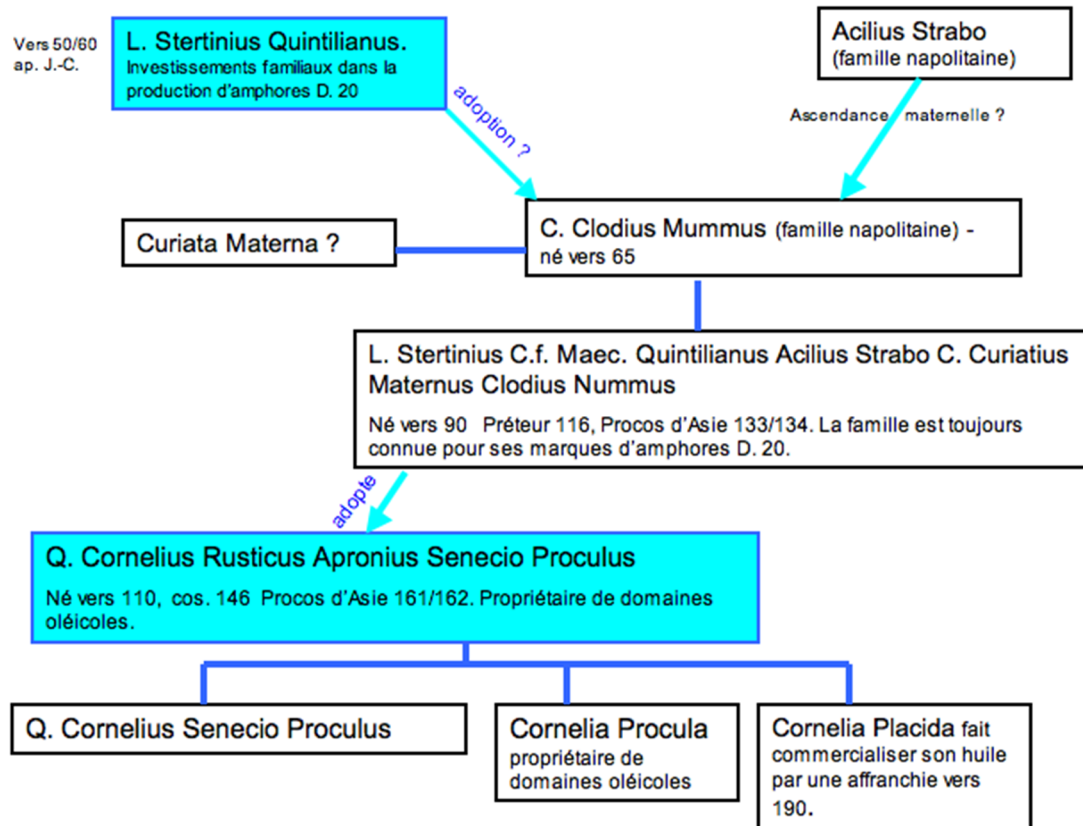 Vers 50/60
ap. J.-C.
L. Stertinius Quintilianus.
Investissements familiaux dans la
production d'amphores D. 20
Acilius Strabo
(famille napolitaine)
adoption ?
Ascendance maternelle ?
Curiata Materna ?
C. Clodius Mummus (famille napolitaine) -
né vers 65
L. Stertinius C.f. Maec. Quintilianus Acilius Strabo C. Curiatius
Maternus Clodius Nummus
Né vers 90 Préteur 116, Procos d'Asie 133/134. La famille est toujours
connue pour ses marques d'amphores D. 20.
adopte
Q. Cornelius Rusticus Apronius Senecio Proculus
Né vers 110, cos. 146 Procos d'Asie 161/162. Propriétaire de domaines
oléicoles.
Q. Cornelius Senecio Proculus
Cornelia Procula
propriétaire de
domaines oléicoles
Cornelia Placida fait
commercialiser son huile
par une affranchie vers
190.